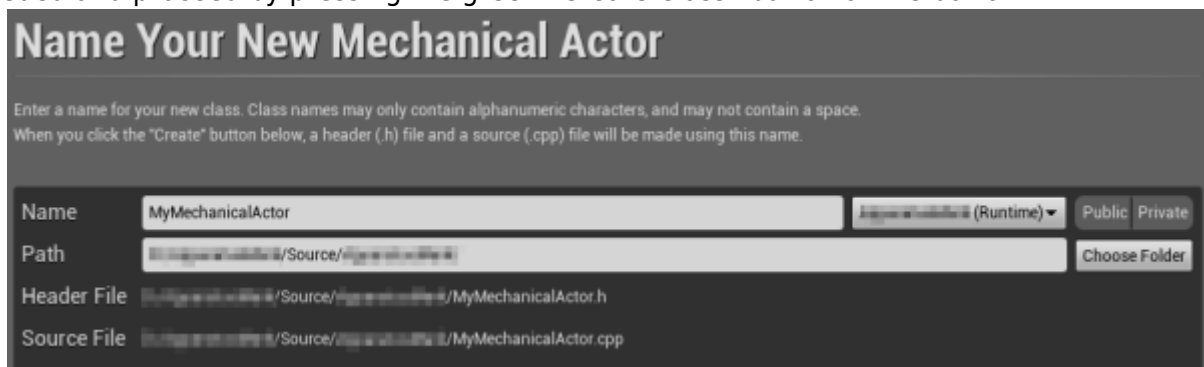 Name Your New Mechanical Actor
Enter a name for your new class. Class names may only contain alphanumeric characters, and may not contain a space.
When you click the "Create" button below, a header (.h) file and a source (.cpp) file will be made using this name.
Name MyMechanicalActor (Runtime) Public Private
Path /Source/ Choose Folder
Header File /Source/ /MyMechanicalActor.h
Source File /Source/ /MyMechanicalActor.cpp